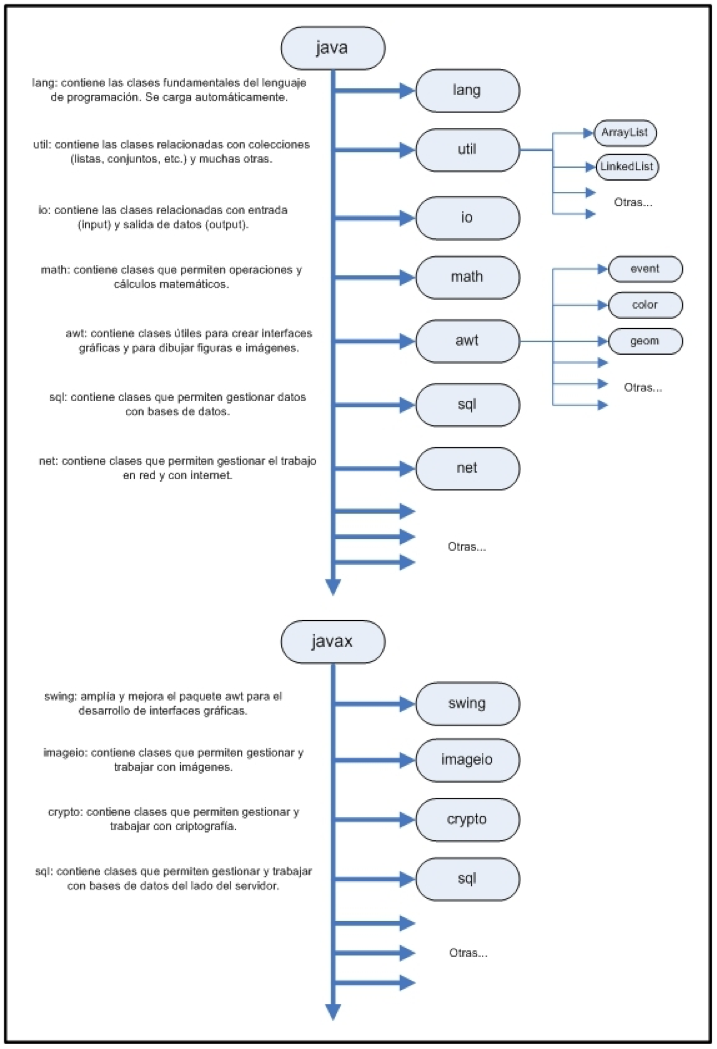 java
lang: contiene las clases fundamentales del lenguaje
de programación. Se carga automáticamente.
lang
util: contiene las clases relacionadas con colecciones
(listas, conjuntos, etc.) y muchas otras.
util
ArrayList
LinkedList
Otras...
io: contiene las clases relacionadas con entrada
(input) y salida de datos (output).
io
math: contiene clases que permiten operaciones y
cálculos matemáticos.
math
awt: contiene clases útiles para crear interfaces
gráficas y para dibujar figuras e imágenes.
awt
event
color
geom
Otras...
sql: contiene clases que permiten gestionar datos
con bases de datos.
sql
net: contiene clases que permiten gestionar el trabajo
en red y con internet.
net
Otras...
javax
swing: amplía y mejora el paquete awt para el
desarrollo de interfaces gráficas.
swing
imageio: contiene clases que permiten gestionar y
trabajar con imágenes.
imageio
crypto: contiene clases que permiten gestionar y
trabajar con criptografía.
crypto
sql: contiene clases que permiten gestionar y trabajar
con bases de datos del lado del servidor.
sql
Otras...